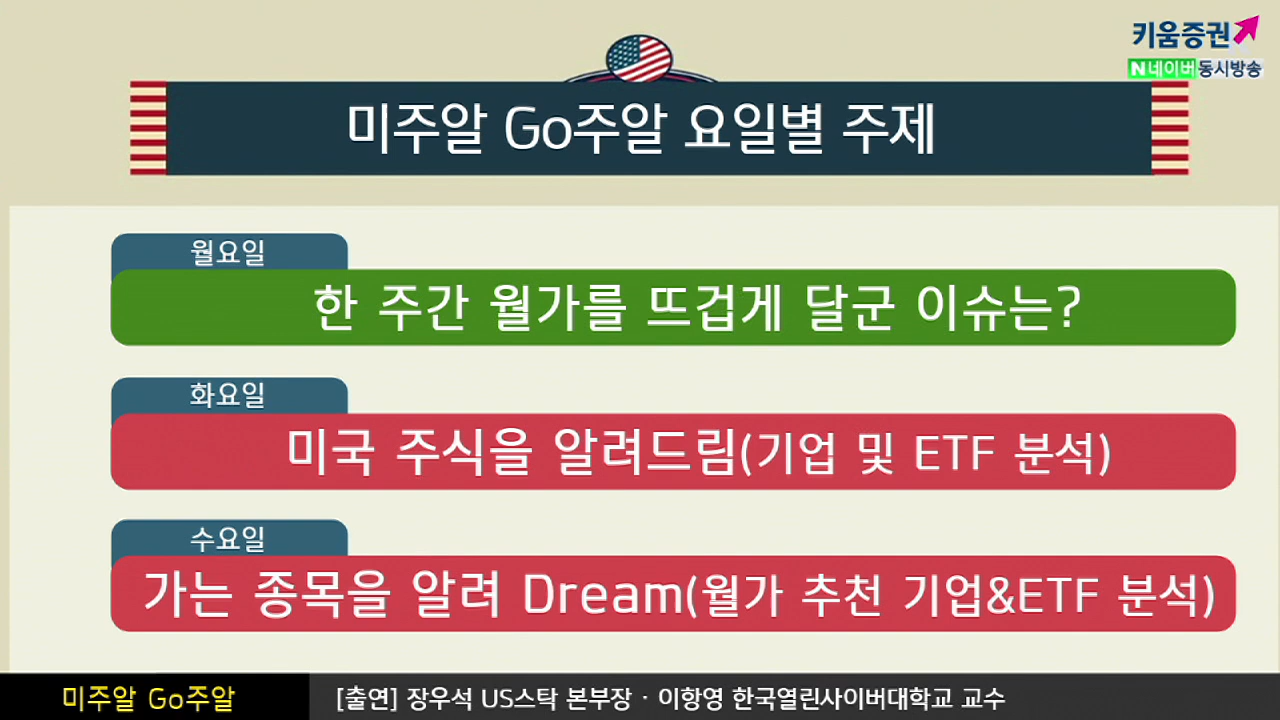 키움증권
N 네이버 동시방송
미주알 Go주알 요일별 주제
월요일
한 주간 월가를 뜨겁게 달군 이슈는?
화요일
미국 주식을 알려드림(기업 및 ETF 분석)
수요일
가는 종목을 알려 Dream(월가 추천 기업&ETF 분석)
미주알 Go주알
[출연] 장우석 US스탁 본부장 · 이항영 한국열린사이버대학교 교수